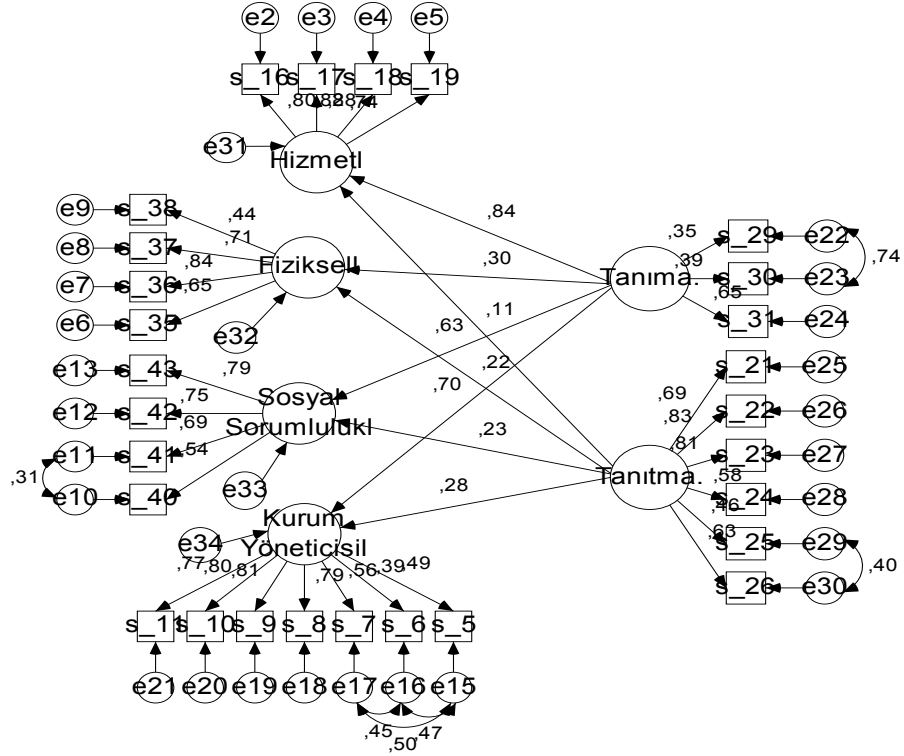 e2 e3 e4 e5
s_16 s_17 s_18 s_19
,80 ,74
e31
Hizmetl
e9 s_38
,44
e8 s_37
,71
e7 s_36
,84
,65
e6 s_35
Fiziksell
e32
,84
,30
,11
,63
,22
,70
,23
,28
Tanıma.
,35
,39
,65
s_29 e22
s_30 e23
s_31 e24
,74
,79
e13 s_43
,75
e12 s_42
,69
e11 s_41
,54
,31
e10 s_40
Sosyal
Sorumlulukl
e33
Tanıtma.
,69
,83
,81
,58
,46
,63
s_21 e25
s_22 e26
s_23 e27
s_24 e28
s_25 e29
s_26 e30
,40
e34
Kurum
Yöneticisil
,77 ,80 ,81 ,79 ,56 ,39 ,49
s_11 s_10 s_9 s_8 s_7 s_6 s_5
e21 e20 e19 e18 e17 e16 e15
,45 ,50 ,47